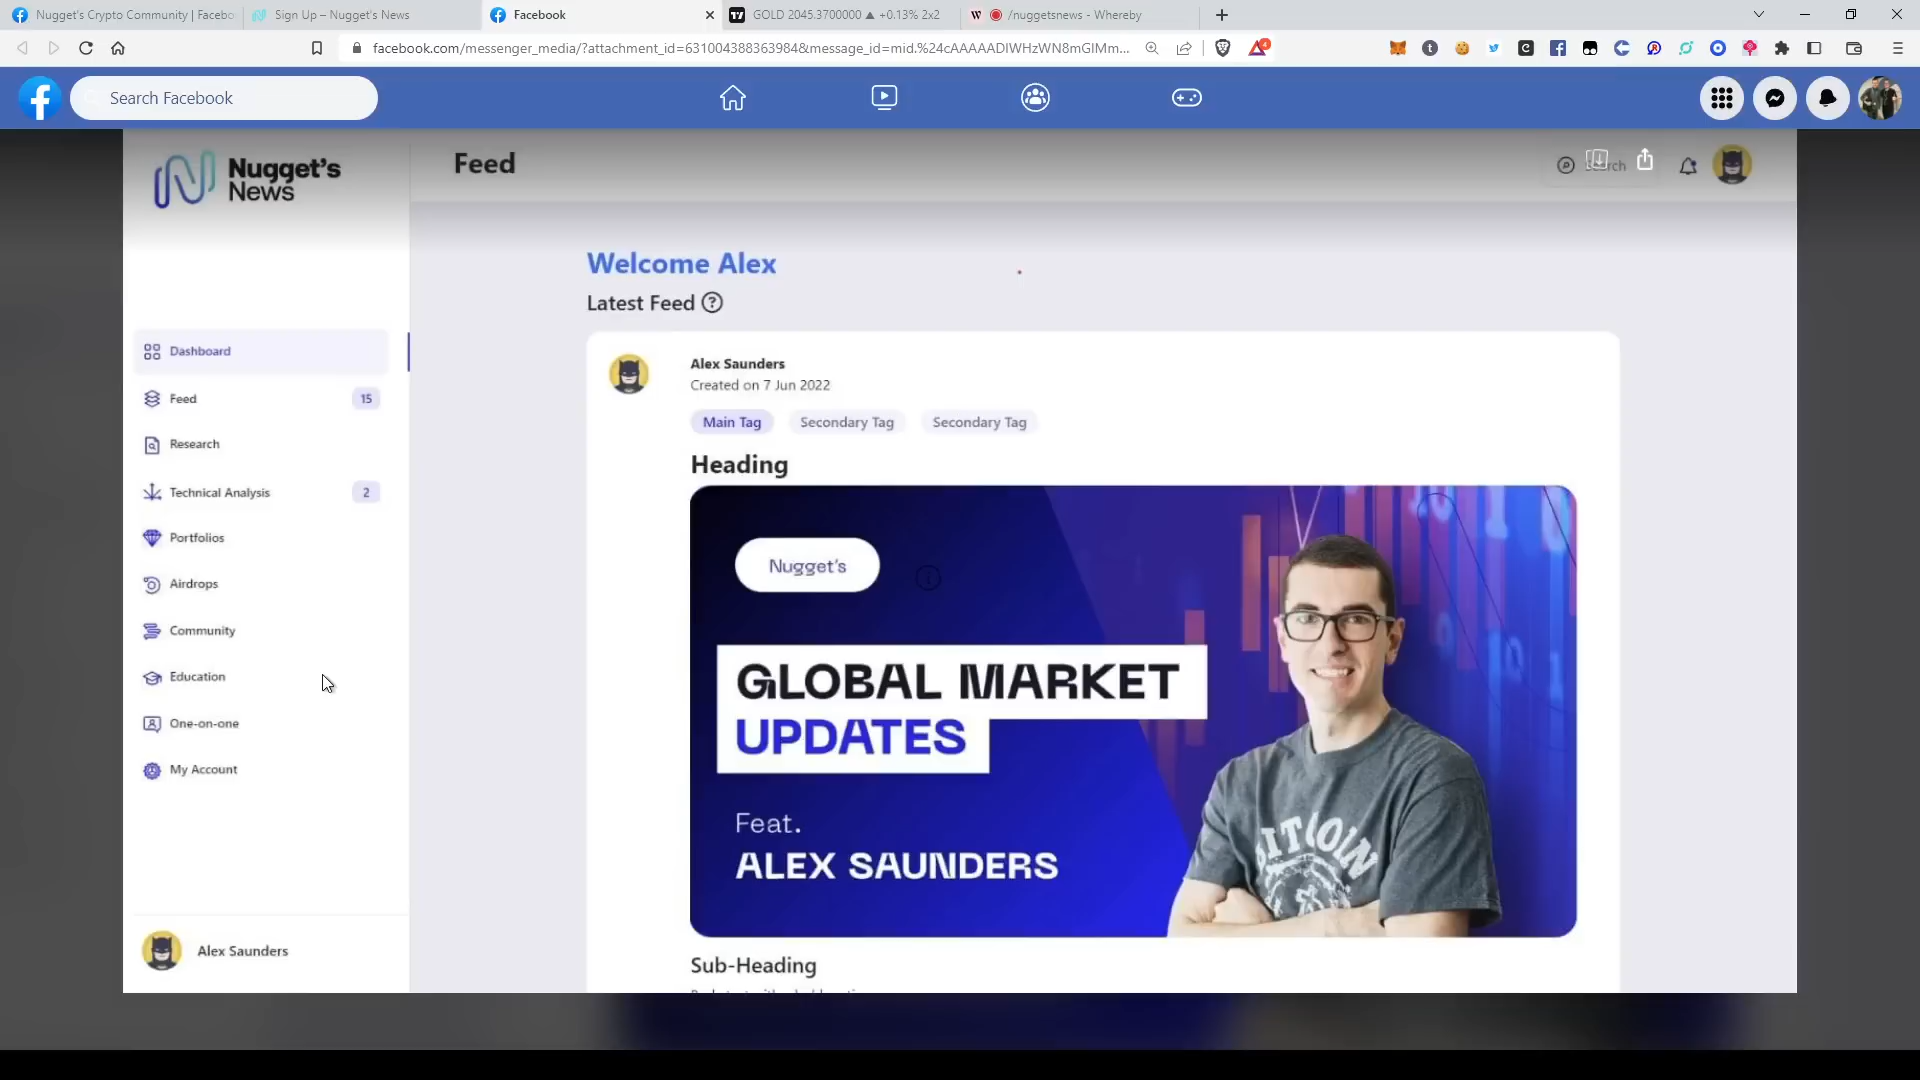 Nugget's Crypto Community | Facebo
Sign Up – Nugget's News
Facebook
GOLD 2045.3700000 ▲ +0.13% 2x2
/nuggetsnews - Whereby
facebook.com/messenger_media/?attachment_id=631004388363984&message_id=mid.%24cAAAAADIWHzWN8mGIMm...
4
Search Facebook
Nugget's
News
Feed
Welcome Alex
Latest Feed
Dashboard
Feed 15
Research
Technical Analysis 2
Portfolios
Airdrops
Community
Education
One-on-one
My Account
Alex Saunders
Alex Saunders
Created on 7 Jun 2022
Main Tag Secondary Tag Secondary Tag
Heading
Nugget's
GLOBAL MARKET
UPDATES
Feat.
ALEX SAUNDERS
BITCOIN
Sub-Heading